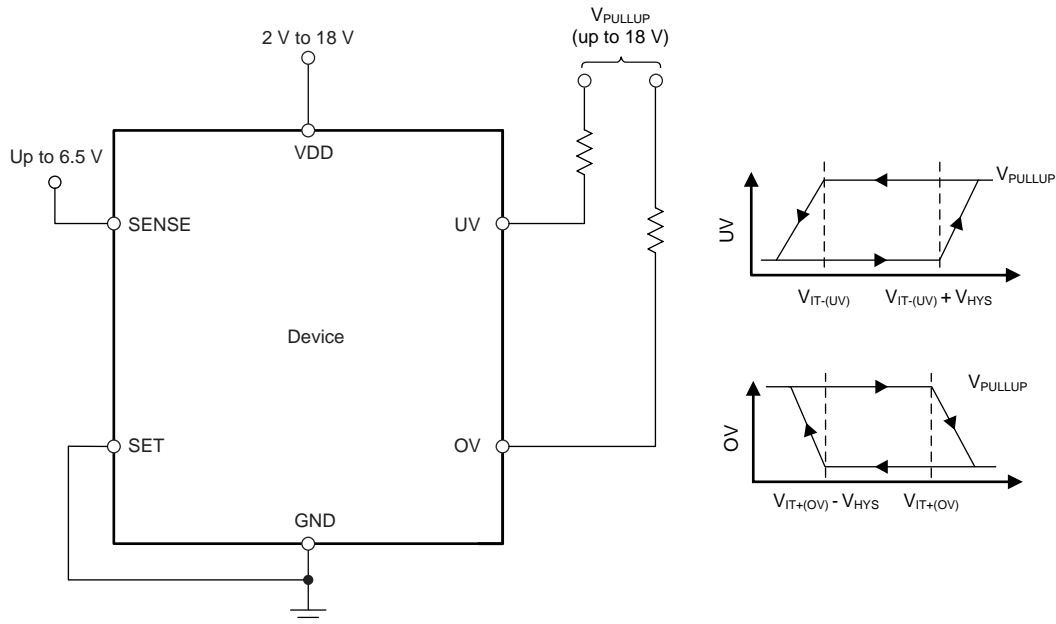 2 V to 18 V
VPULLUP
(up to 18 V)
Up to 6.5 V
VDD
SENSE
UV
Device
SET
OV
GND
UV
VPULLUP
VIT-(UV)
VIT-(UV) + VHYS
OV
VPULLUP
VIT+(OV) - VHYS
VIT+(OV)